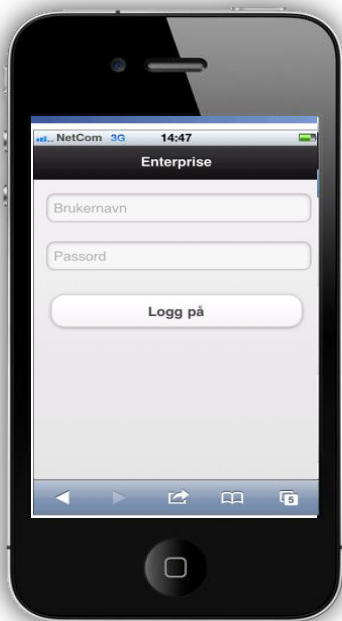 NetCom 3G 14:47
Enterprise
Brukernavn
Passord
Logg på
5